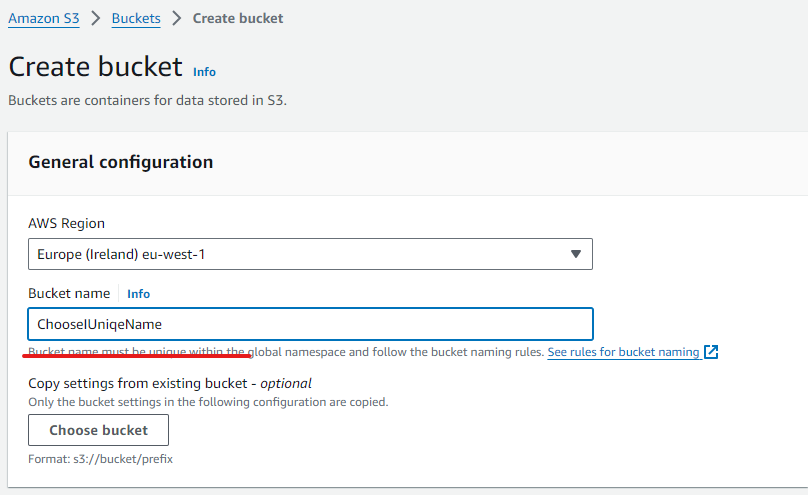 Amazon S3 > Buckets > Create bucket
Create bucket Info
Buckets are containers for data stored in S3.
General configuration
AWS Region
Europe (Ireland) eu-west-1
Bucket name Info
ChooseIUniqeName
Bucket name must be unique within the global namespace and follow the bucket naming rules. See rules for bucket naming
Copy settings from existing bucket - optional
Only the bucket settings in the following configuration are copied.
Choose bucket
Format: s3://bucket/prefix